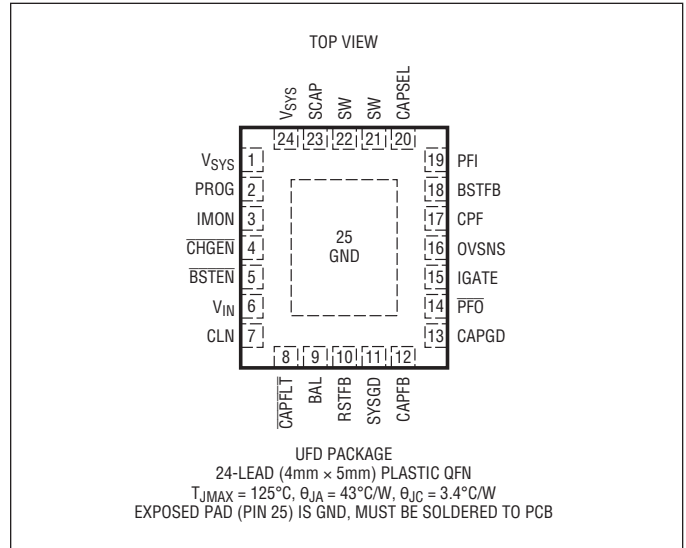 TOP VIEW
VSYS
SCAP
SW
SW
CAPSEL
24 23 22 21 20
VSYS 1
PROG 2
IMON 3
CHGEN 4
BSTEN 5
VIN 6
CLN 7
19 PFI
18 BSTFB
17 CPF
16 OVSNS
15 IGATE
14 PFO
13 CAPGD
25
GND
8 9 10 11 12
CAPFLT
BAL
RSTFB
SYSGD
CAPFB
UFD PACKAGE
24-LEAD (4mm × 5mm) PLASTIC QFN
TJMAX = 125°C, θJA = 43°C/W, θJC = 3.4°C/W
EXPOSED PAD (PIN 25) IS GND, MUST BE SOLDERED TO PCB